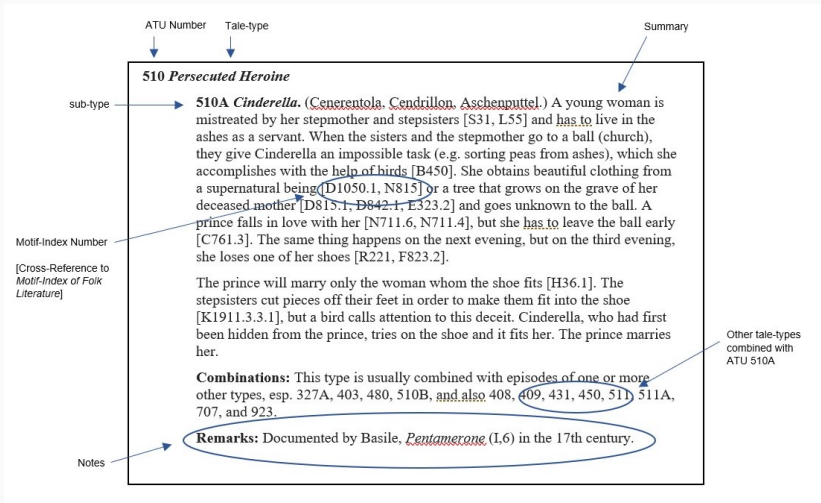 ATU Number
Tale-type
Summary
510 Persecuted Heroine
sub-type
510A Cinderella. (Cenerentola, Cendrillon, Aschenputtel.) A young woman is
mistreated by her stepmother and stepsisters [S31, L55] and has to live in the
ashes as a servant. When the sisters and the stepmother go to a ball (church),
they give Cinderella an impossible task (e.g. sorting peas from ashes), which she
accomplishes with the help of birds [B450]. She obtains beautiful clothing from
a supernatural being [D1050.1, N815] or a tree that grows on the grave of her
deceased mother [D815.1, D842.1, E323.2] and goes unknown to the ball. A
prince falls in love with her [N711.6, N711.4], but she has to leave the ball early
[C761.3]. The same thing happens on the next evening, but on the third evening,
she loses one of her shoes [R221, F823.2].
Motif-Index Number
[Cross-Reference to
Motif-Index of Folk
Literature]
The prince will marry only the woman whom the shoe fits [H36.1]. The
stepsisters cut pieces off their feet in order to make them fit into the shoe
[K1911.3.3.1], but a bird calls attention to this deceit. Cinderella, who had first
been hidden from the prince, tries on the shoe and it fits her. The prince marries
her.
Other tale-types
combined with
ATU 510A
Combinations: This type is usually combined with episodes of one or more
other types, esp. 327A, 403, 480, 510B, and also 408, 409, 431, 450, 511, 511A,
707, and 923.
Remarks: Documented by Basile, Pentamerone (I,6) in the 17th century.
Notes